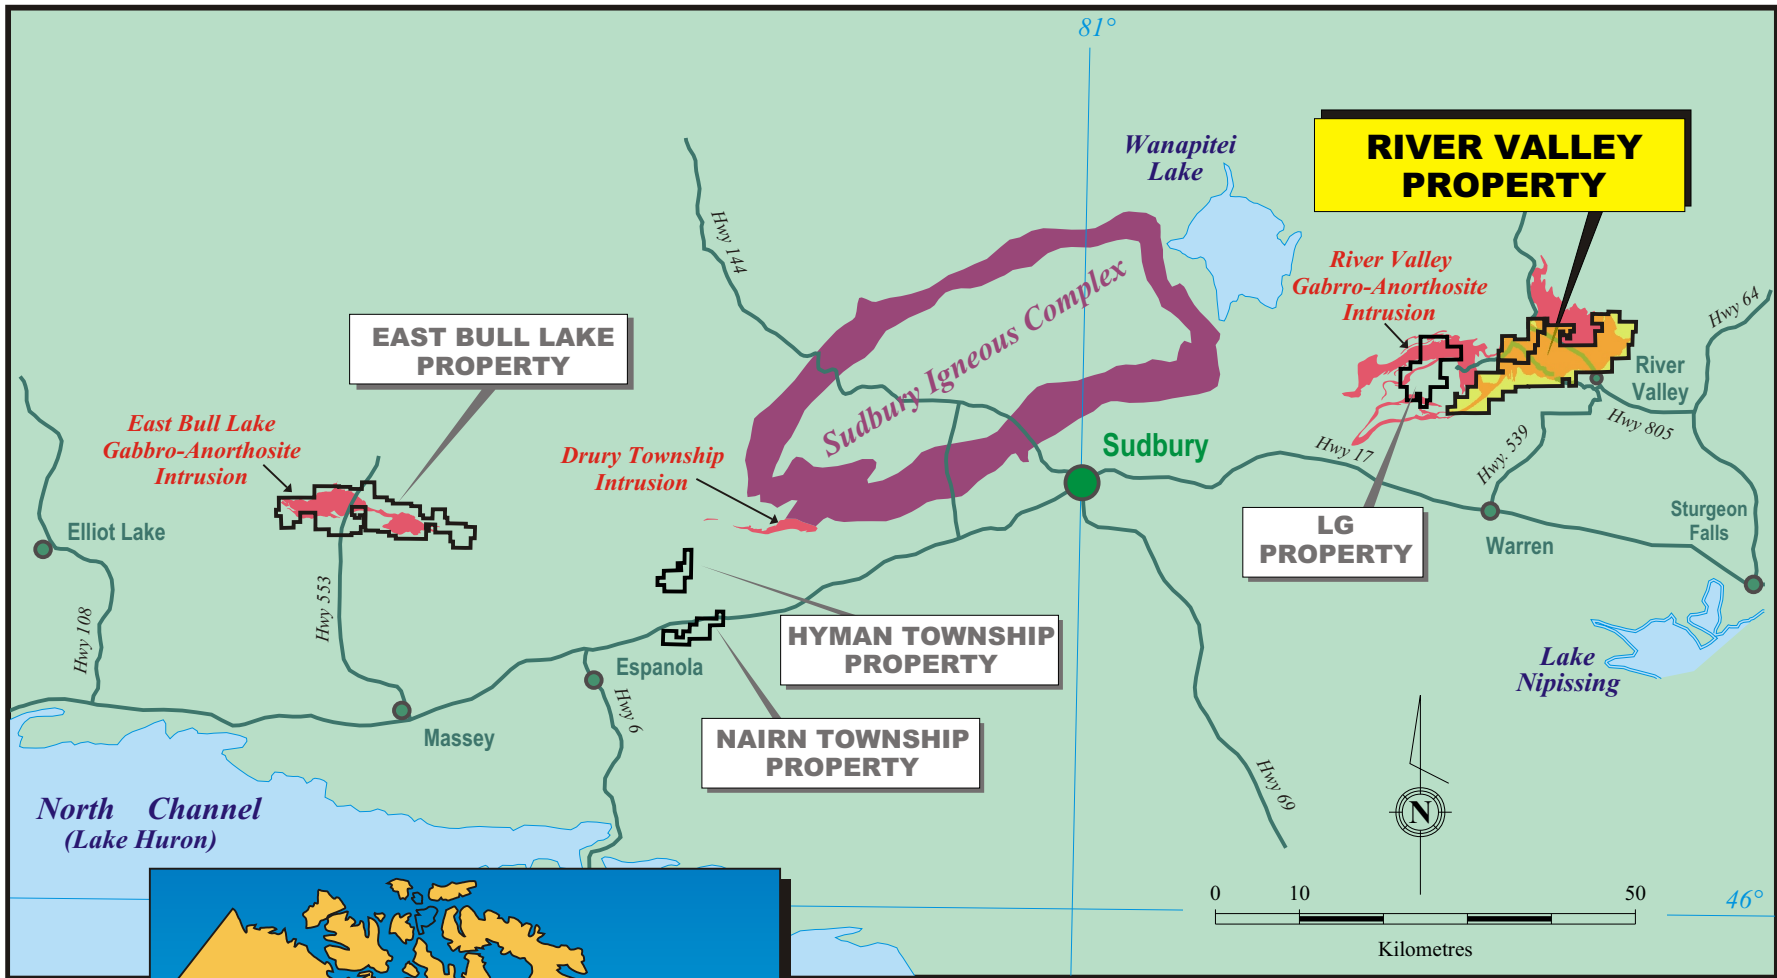 81°
Wanapitei
Lake
RIVER VALLEY
PROPERTY
Hwy 144
River Valley
Gabrro-Anorthosite
Intrusion
Hwy 64
EAST BULL LAKE
PROPERTY
Sudbury Igneous Complex
River
Valley
East Bull Lake
Gabbro-Anorthosite
Intrusion
Drury Township
Intrusion
Sudbury
Hwy 17
Hwy. 539
Hwy 805
Elliot Lake
LG
PROPERTY
Warren
Sturgeon
Falls
Hwy 553
Hwy 108
HYMAN TOWNSHIP
PROPERTY
Espanola
Hwy 6
Lake
Nipissing
Massey
NAIRN TOWNSHIP
PROPERTY
Hwy 69
North Channel
(Lake Huron)
N
0 10 50
Kilometres
46°